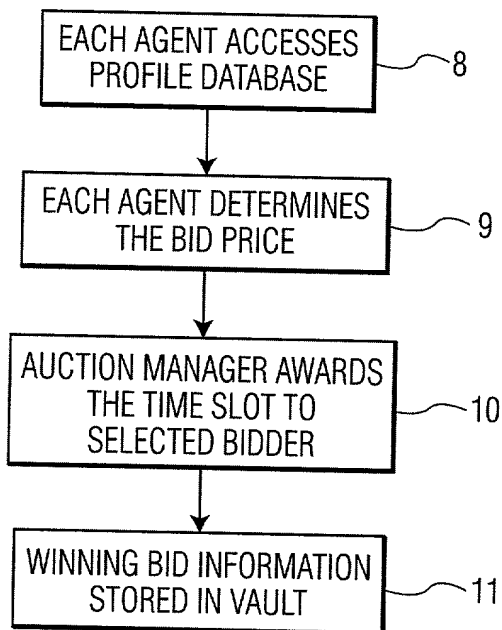 EACH AGENT ACCESSES
PROFILE DATABASE
8
EACH AGENT DETERMINES
THE BID PRICE
9
AUCTION MANAGER AWARDS
THE TIME SLOT TO
SELECTED BIDDER
10
WINNING BID INFORMATION
STORED IN VAULT
11